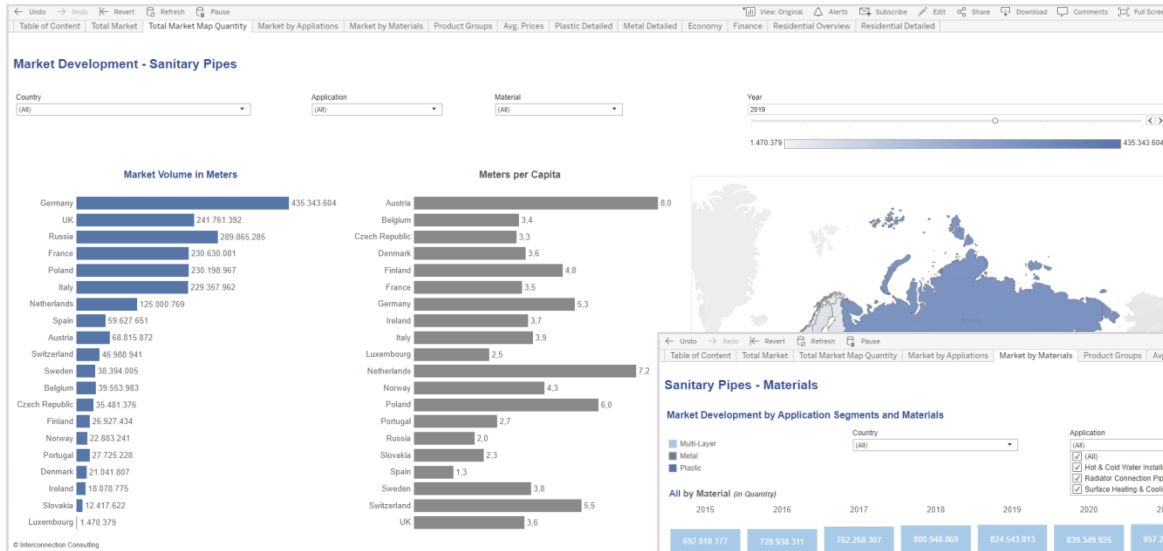 ← Undo → Redo Revert Refresh Pause View: Original Alerts Subscribe Edit Share Download Comments Full Scree
Table of Content Total Market Total Market Map Quantity Market by Appliations Market by Materials Product Groups Avg. Prices Plastic Detailed Metal Detailed Economy Finance Residential Overview Residential Detailed
Market Development - Sanitary Pipes
Country Application Material Year
(All) (All) (All) 2019
1.470.379 435.343.604
Market Volume in Meters
Germany 435.343.604
UK 241.761.392
Russia 289.865.285
France 230.630.081
Poland 230.198.967
Italy 229.357.962
Netherlands 125.000.769
Spain 59.627.651
Austria 68.815.872
Switzerland 46.988.941
Sweden 38.394.005
Belgium 39.553.983
Czech Republic 35.481.376
Finland 26.927.434
Norway 22.883.241
Portugal 27.725.228
Denmark 21.041.807
Ireland 18.078.775
Slovakia 12.417.622
Luxembourg 1.470.379
Meters per Capita
Austria 8,0
Belgium 3,4
Czech Republic 3,3
Denmark 3,6
Finland 4,8
France 3,5
Germany 5,3
Ireland 3,7
Italy 3,9
Luxembourg 2,5
Netherlands 7,2
Norway 4,3
Poland 6,0
Portugal 2,7
Russia 2,0
Slovakia 2,3
Spain 1,3
Sweden 3,8
Switzerland 5,5
UK 3,6
© Interconnection Consulting
← Undo → Redo Revert Refresh Pause
Table of Content Total Market Total Market Map Quantity Market by Appliations Market by Materials Product Groups Av
Sanitary Pipes - Materials
Market Development by Application Segments and Materials
Multi-Layer
Metal
Plastic
Country
(All)
Application
(All)
(All)
Hot & Cold Water Installa
Radiator Connection Pip
Surface Heating & Cooli
All by Material (in Quantity)
2015 2016 2017 2018 2019 2020 20
692.810.177 720.938.311 762.268.307 800.948.869 824.543.013 839.349.925 857.2